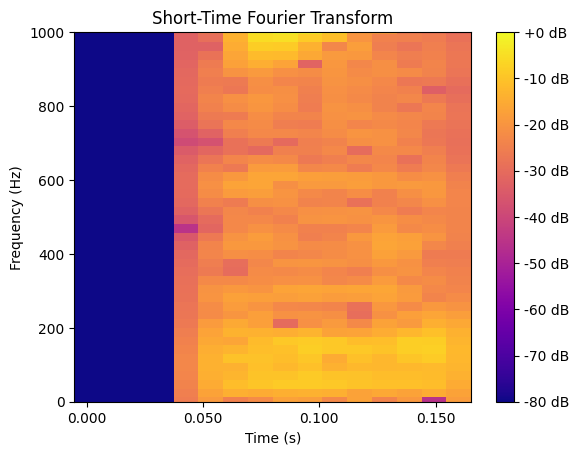 Short-Time Fourier Transform
1000
800
600
400
200
0
Frequency (Hz)
0.000
0.050
0.100
0.150
Time (s)
+0 dB
-10 dB
-20 dB
-30 dB
-40 dB
-50 dB
-60 dB
-70 dB
-80 dB